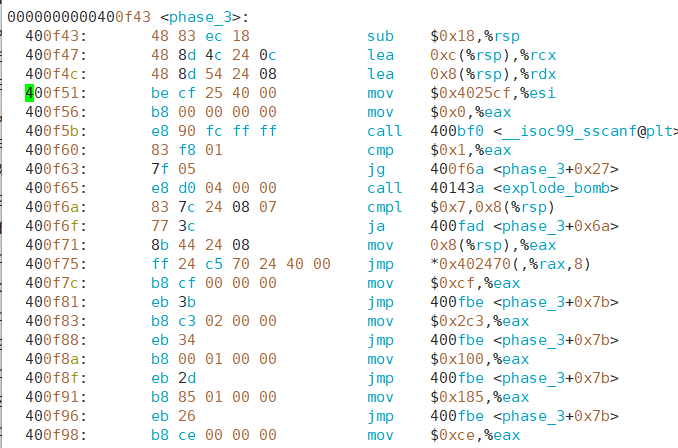 0000000000400f43 <phase_3>:
400f43: 48 83 ec 18 sub $0x18,%rsp
400f47: 48 8d 4c 24 0c lea 0xc(%rsp),%rcx
400f4c: 48 8d 54 24 08 lea 0x8(%rsp),%rdx
400f51: be cf 25 40 00 mov $0x4025cf,%esi
400f56: b8 00 00 00 00 mov $0x0,%eax
400f5b: e8 90 fc ff ff call 400bf0 <__isoc99_sscanf@plt>
400f60: 83 f8 01 cmp $0x1,%eax
400f63: 7f 05 jg 400f6a <phase_3+0x27>
400f65: e8 d0 04 00 00 call 40143a <explode_bomb>
400f6a: 83 7c 24 08 07 cmpl $0x7,0x8(%rsp)
400f6f: 77 3c ja 400fad <phase_3+0x6a>
400f71: 8b 44 24 08 mov 0x8(%rsp),%eax
400f75: ff 24 c5 70 24 40 00 jmp *0x402470(,%rax,8)
400f7c: b8 cf 00 00 00 mov $0xcf,%eax
400f81: eb 3b jmp 400fbe <phase_3+0x7b>
400f83: b8 c3 02 00 00 mov $0x2c3,%eax
400f88: eb 34 jmp 400fbe <phase_3+0x7b>
400f8a: b8 00 01 00 00 mov $0x100,%eax
400f8f: eb 2d jmp 400fbe <phase_3+0x7b>
400f91: b8 85 01 00 00 mov $0x185,%eax
400f96: eb 26 jmp 400fbe <phase_3+0x7b>
400f98: b8 ce 00 00 00 mov $0xce,%eax